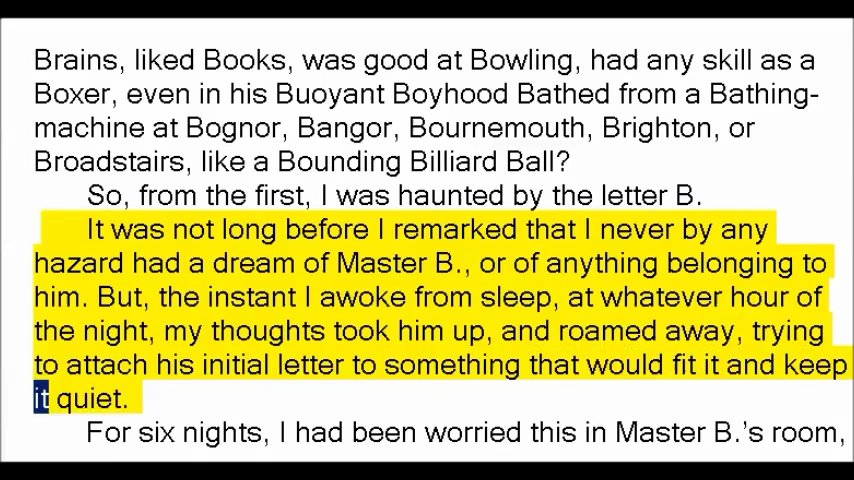 Brains, liked Books, was good at Bowling, had any skill as a
Boxer, even in his Buoyant Boyhood Bathed from a Bathing-
machine at Bognor, Bangor, Bournemouth, Brighton, or
Broadstairs, like a Bounding Billiard Ball?
So, from the first, I was haunted by the letter B.
It was not long before I remarked that I never by any
hazard had a dream of Master B., or of anything belonging to
him. But, the instant I awoke from sleep, at whatever hour of
the night, my thoughts took him up, and roamed away, trying
to attach his initial letter to something that would fit it and keep
it quiet.
For six nights, I had been worried this in Master B.’s room,